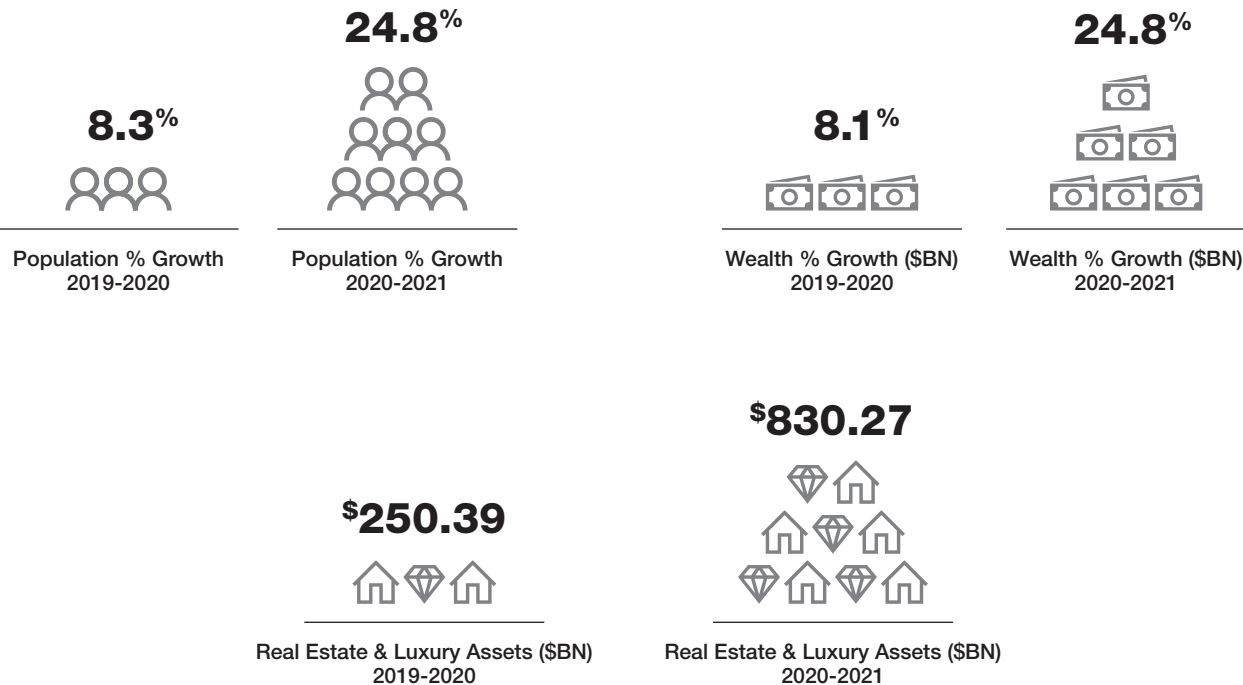 8.3%
Population % Growth
2019-2020
24.8%
Population % Growth
2020-2021
8.1%
Wealth % Growth ($BN)
2019-2020
24.8%
Wealth % Growth ($BN)
2020-2021
$250.39
Real Estate & Luxury Assets ($BN)
2019-2020
$830.27
Real Estate & Luxury Assets ($BN)
2020-2021